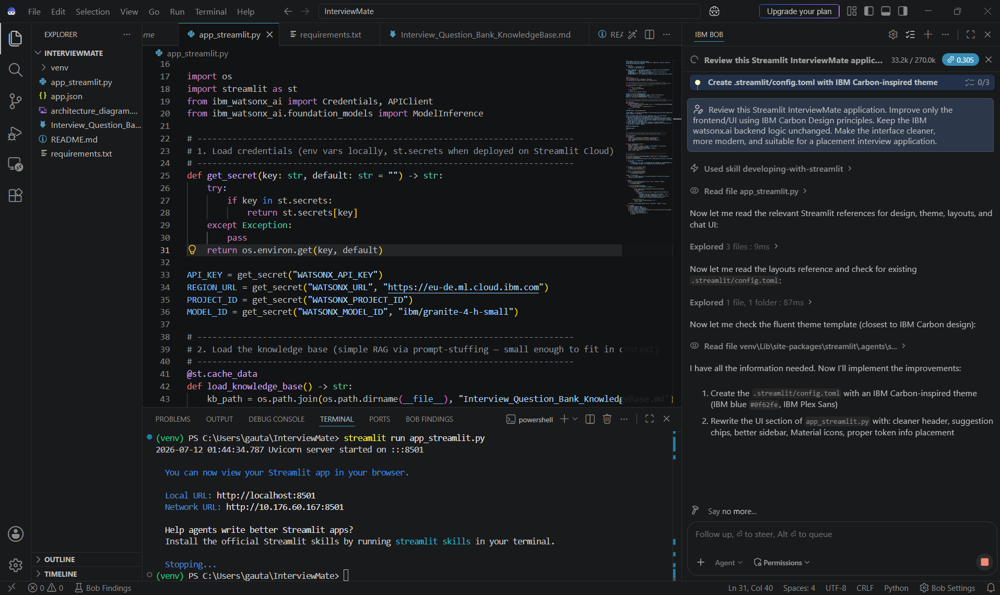 File Edit Selection View Go Run Terminal Help
InterviewMate
Upgrade your plan
EXPLORER
INTERVIEWMATE
venv
app_streamlit.py
app.json
architecture_diagram....
Interview_Question_Ba...
README.md
requirements.txt
OUTLINE
TIMELINE
me
app_streamlit.py
requirements.txt
Interview_Question_Bank_KnowledgeBase.md
REA
app_streamlit.py
16
17 import os
18 import streamlit as st
19 from ibm_watsonx_ai import Credentials, APIClient
20 from ibm_watsonx_ai.foundation_models import ModelInference
21
22 # ---------------------------------------------------------------------------
23 # 1. Load credentials (env vars locally, st.secrets when deployed on Streamlit Cloud)
24 # ---------------------------------------------------------------------------
25 def get_secret(key: str, default: str = "") -> str:
26 try:
27 if key in st.secrets:
28 return st.secrets[key]
29 except Exception:
30 pass
31 return os.environ.get(key, default)
32
33 API_KEY = get_secret("WATSONX_API_KEY")
34 REGION_URL = get_secret("WATSONX_URL", "https://eu-de.ml.cloud.ibm.com")
35 PROJECT_ID = get_secret("WATSONX_PROJECT_ID")
36 MODEL_ID = get_secret("WATSONX_MODEL_ID", "ibm/granite-4-h-small")
37
38 # ---------------------------------------------------------------------------
39 # 2. Load the knowledge base (simple RAG via prompt-stuffing — small enough to fit in context)
40 # ---------------------------------------------------------------------------
41 @st.cache_data
42 def load_knowledge_base() -> str:
43 kb_path = os.path.join(os.path.dirname(__file__), "Interview_Question_Bank_KnowledgeBase.md")
PROBLEMS OUTPUT DEBUG CONSOLE TERMINAL PORTS BOB FINDINGS
powershell
(venv) PS C:\Users\gauta\InterviewMate> streamlit run app_streamlit.py
2026-07-12 01:44:34.787 Uvicorn server started on :::8501
You can now view your Streamlit app in your browser.
Local URL: http://localhost:8501
Network URL: http://10.176.60.167:8501
Help agents write better Streamlit apps?
Install the official Streamlit skills by running streamlit skills in your terminal.
Stopping...
(venv) PS C:\Users\gauta\InterviewMate>
IBM BOB
Review this Streamlit InterviewMate applic... 33.2k / 270.0k 0.305
Create .streamlit/config.toml with IBM Carbon-inspired theme 0/3
Review this Streamlit InterviewMate application. Improve only the
frontend/UI using IBM Carbon Design principles. Keep the IBM
watsonx.ai backend logic unchanged. Make the interface cleaner,
more modern, and suitable for a placement interview application.
Used skill developing-with-streamlit
Read file app_streamlit.py
Now let me read the relevant Streamlit references for design, theme, layouts, and
chat UI:
Explored 3 files : 9ms
Now let me read the layouts reference and check for existing
.streamlit/config.toml:
Explored 1 file, 1 folder : 87ms
Now let me check the fluent theme template (closest to IBM Carbon design):
Read file venv\Lib\site-packages\streamlit\.agents\s...
I have all the information needed. Now I'll implement the improvements:
1. Create the .streamlit/config.toml with an IBM Carbon-inspired theme
(IBM blue #0f62fe, IBM Plex Sans)
2. Rewrite the UI section of app_streamlit.py with: cleaner header, suggestion
chips, better sidebar, Material icons, proper token info placement
Say no more...
Follow up, ⏎ to steer, Alt ⏎ to queue
Agent
Permissions
0 0 Bob Findings
Ln 31, Col 40 Spaces: 4 UTF-8 CRLF Python Bob Settings